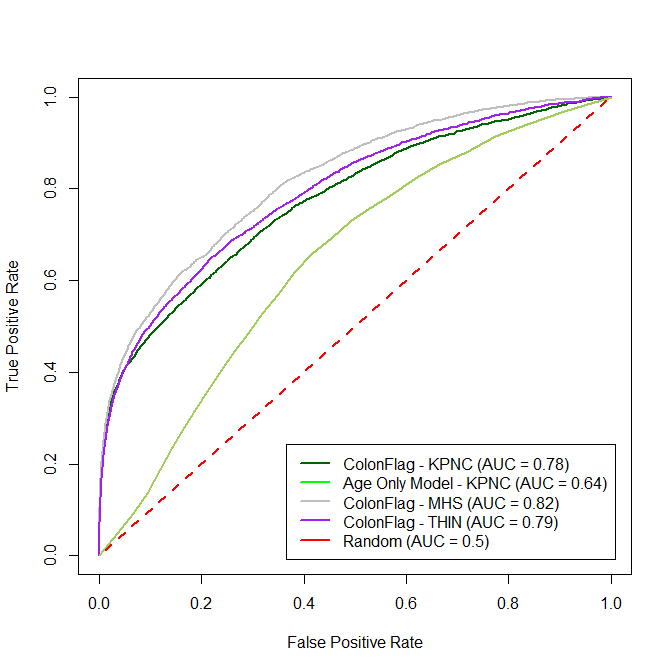 True Positive Rate
1.0
0.8
0.6
0.4
0.2
0.0
ColonFlag - KPNC (AUC = 0.78)
Age Only Model - KPNC (AUC = 0.64)
ColonFlag - MHS (AUC = 0.82)
ColonFlag - THIN (AUC = 0.79)
Random (AUC = 0.5)
0.0 0.2 0.4 0.6 0.8 1.0
False Positive Rate